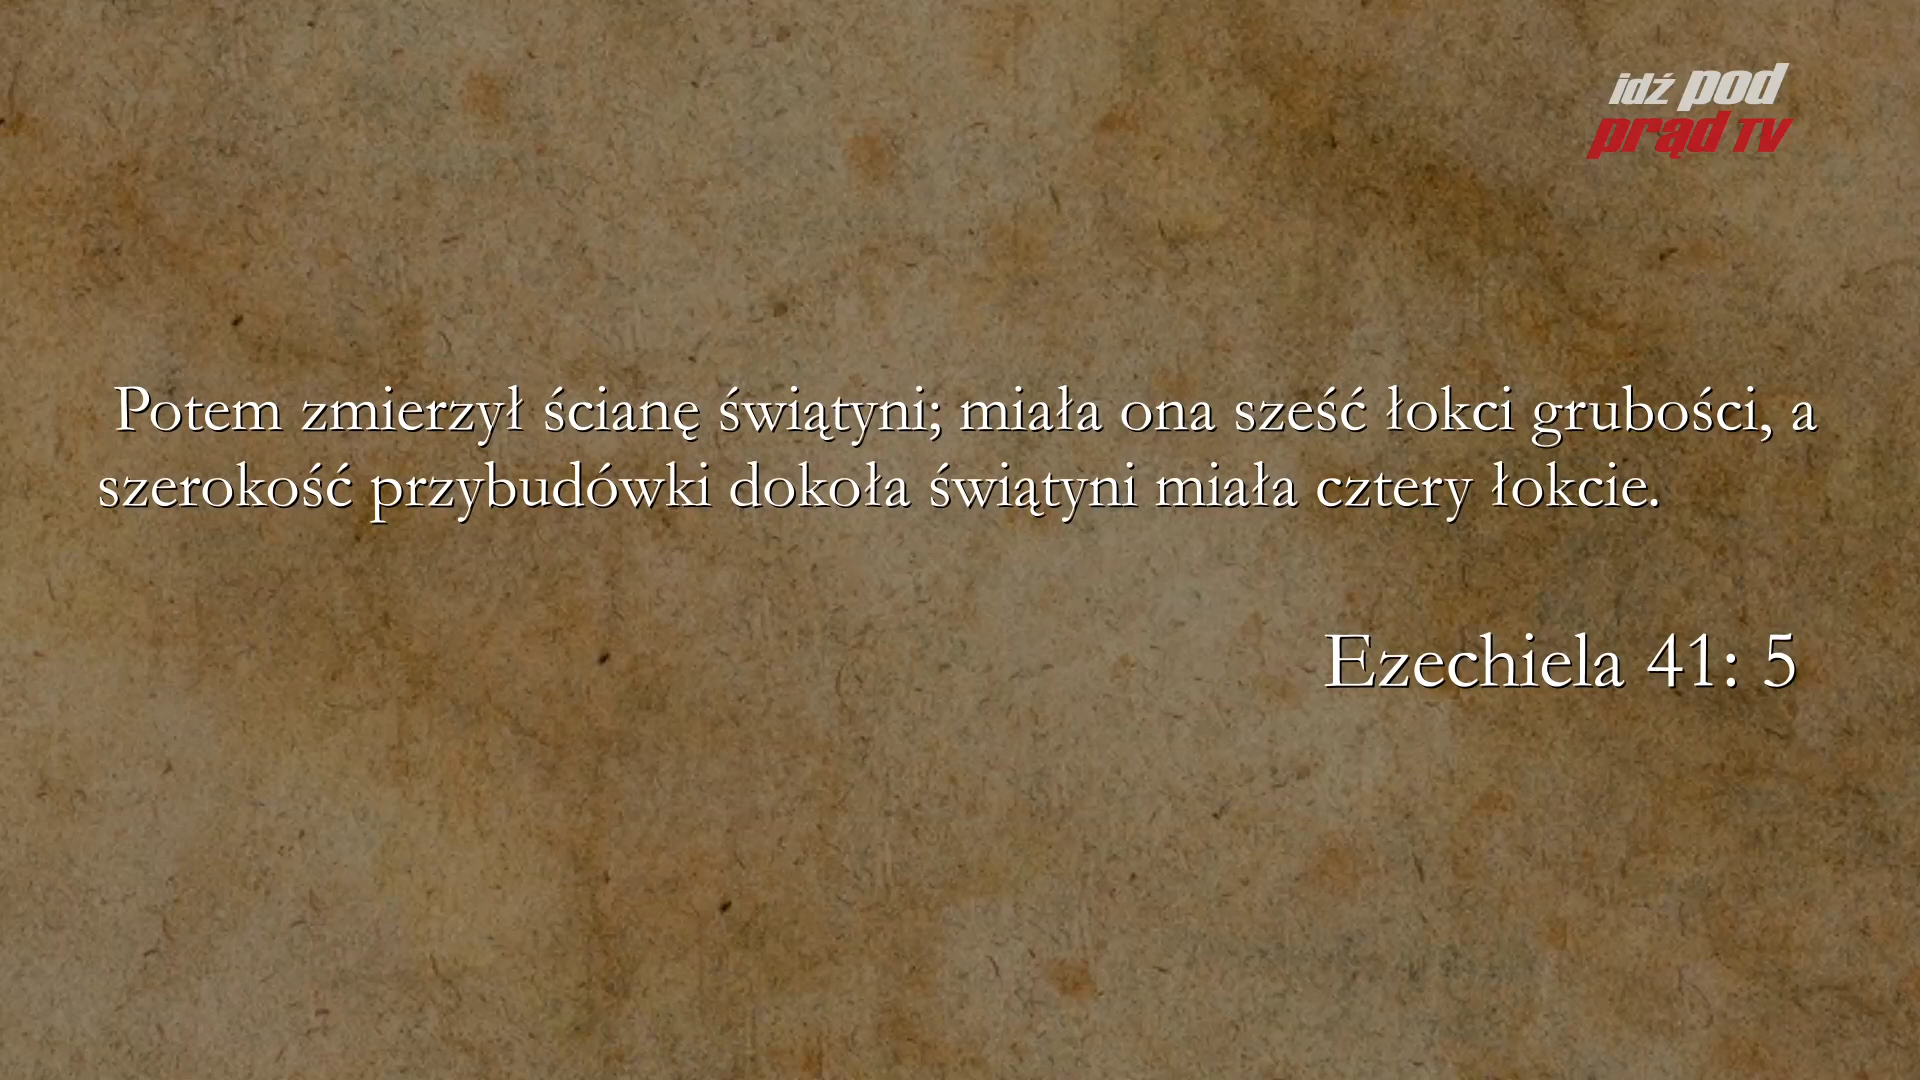 idź pod
prąd TV
Potem zmierzył ścianę świątyni; miała ona sześć łokci grubości, a
szerokość przybudówki dokoła świątyni miała cztery łokcie.
Ezechiela 41: 5